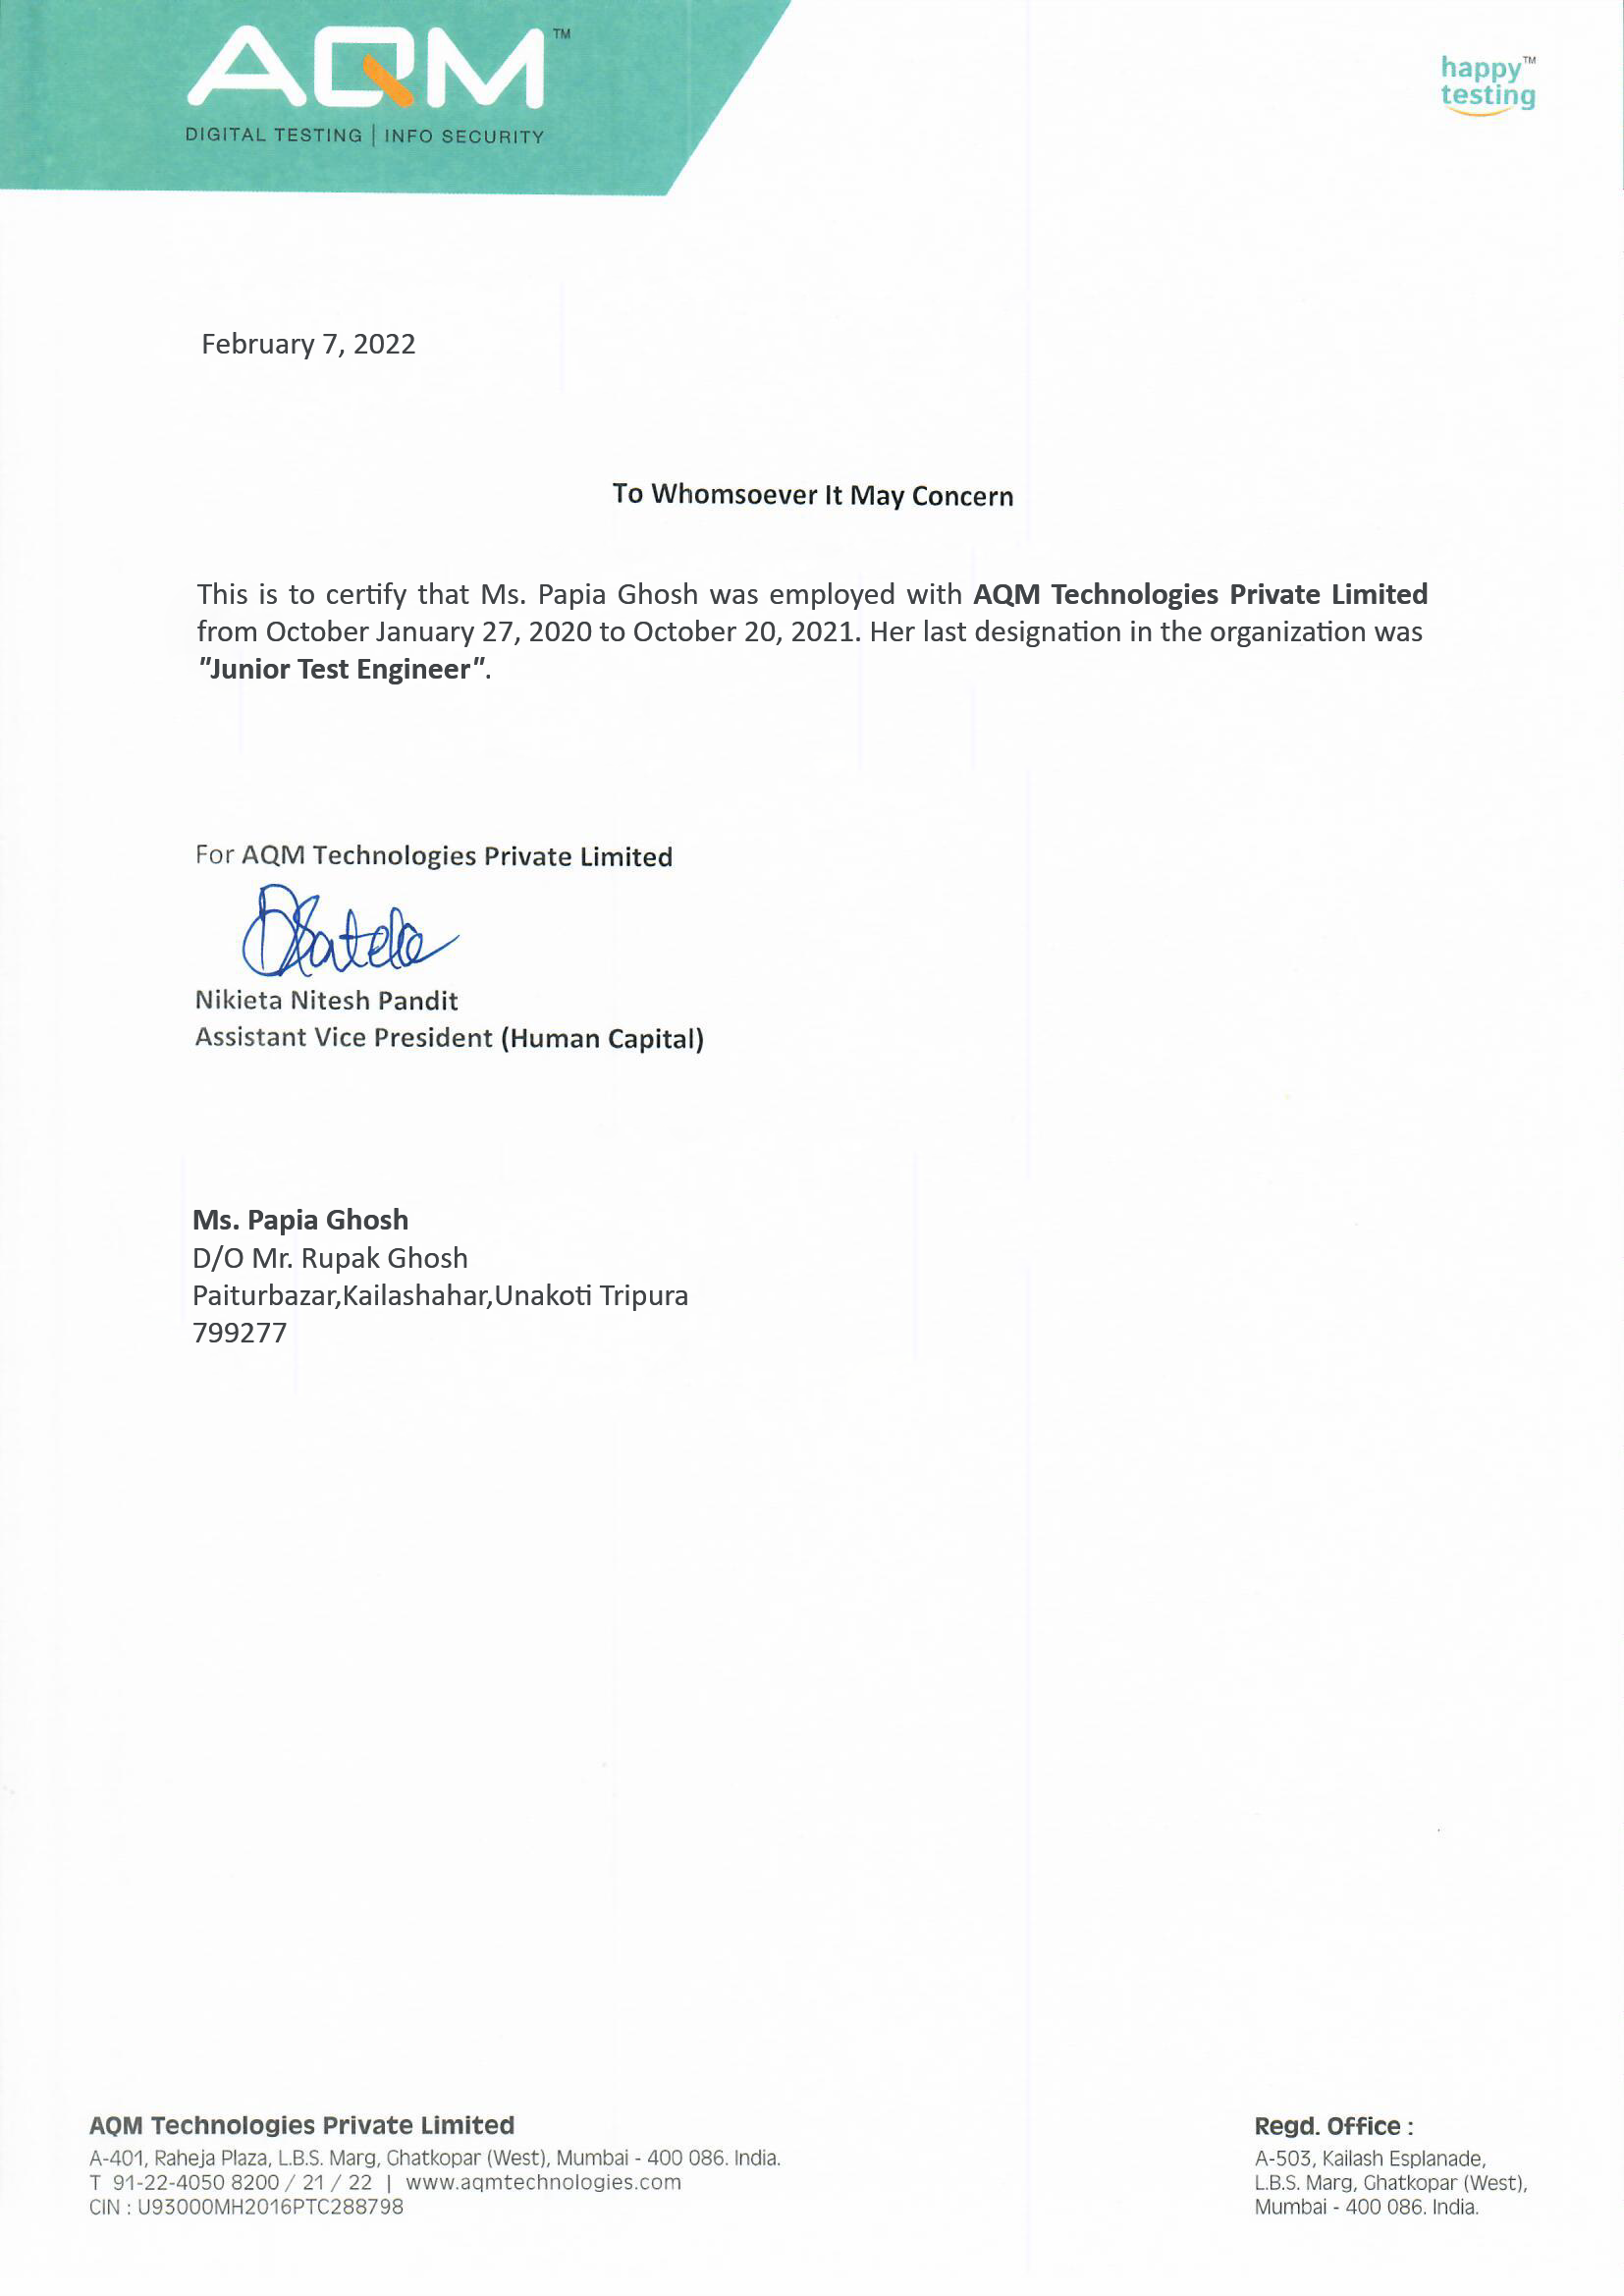 AQM™
DIGITAL TESTING | INFO SECURITY
happy™
testing
February 7, 2022
To Whomsoever It May Concern
This is to certify that Ms. Papia Ghosh was employed with AQM Technologies Private Limited
from October January 27, 2020 to October 20, 2021. Her last designation in the organization was
"Junior Test Engineer".
For AQM Technologies Private Limited
Nikieta Nitesh Pandit
Assistant Vice President (Human Capital)
Ms. Papia Ghosh
D/O Mr. Rupak Ghosh
Paiturbazar,Kailashahar,Unakoti Tripura
799277
AQM Technologies Private Limited
A-401, Raheja Plaza, L.B.S. Marg, Ghatkopar (West), Mumbai - 400 086. India.
T 91-22-4050 8200 / 21 / 22 | www.aqmtechnologies.com
CIN : U93000MH2016PTC288798
Regd. Office :
A-503, Kailash Esplanade,
L.B.S. Marg, Ghatkopar (West),
Mumbai - 400 086. India.